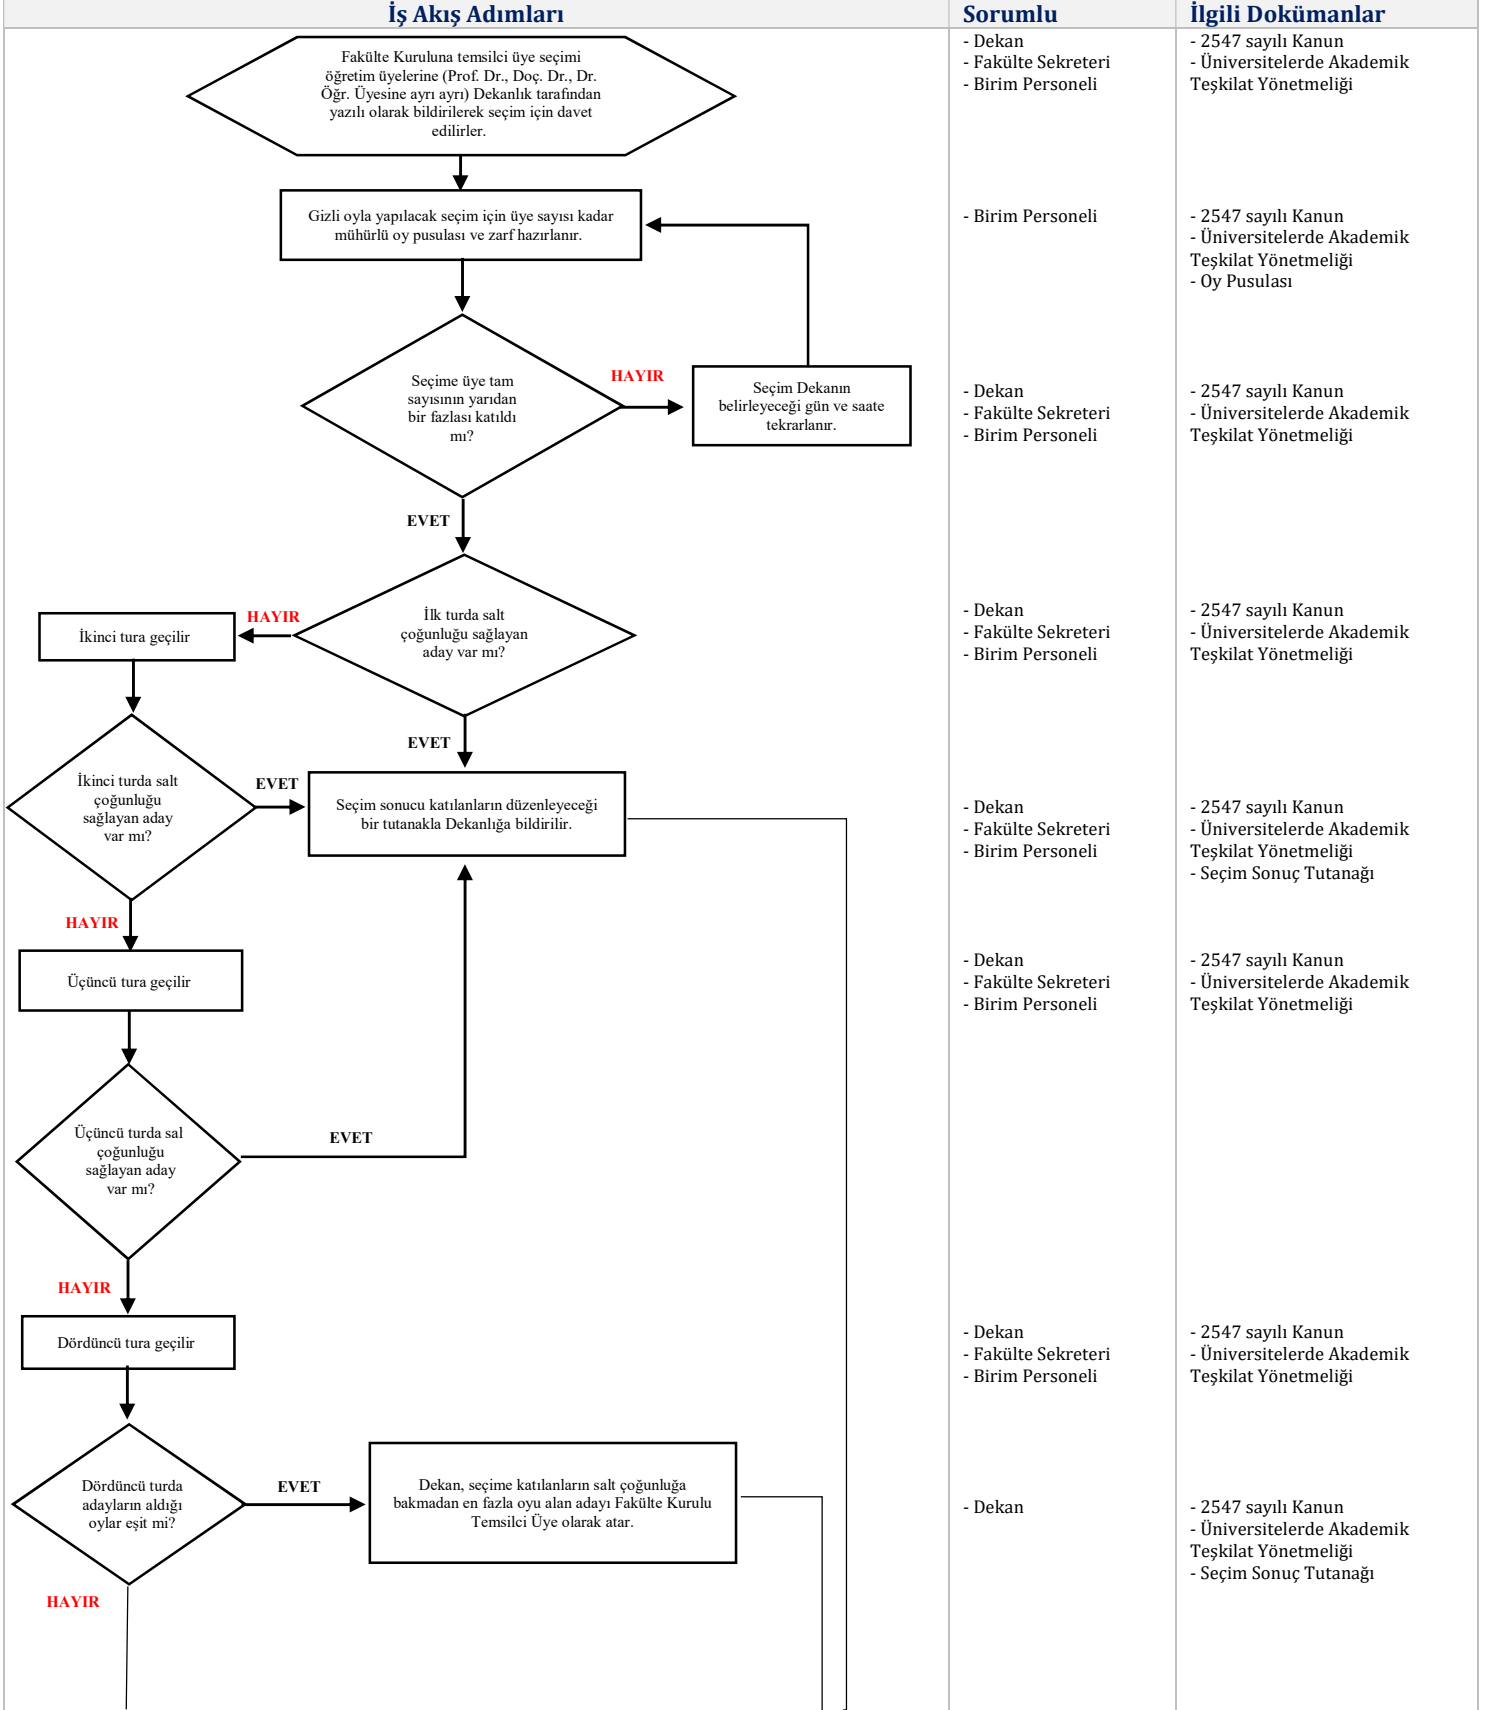 İş Akış Adımları
Sorumlu
İlgili Dokümanlar
Fakülte Kuruluna temsilci üye seçimi
öğretim üyelerine (Prof. Dr., Doç. Dr., Dr.
Öğr. Üyesine ayrı ayrı) Dekanlık tarafından
yazılı olarak bildirilerek seçim için davet
edilirler.
- Dekan
- Fakülte Sekreteri
- Birim Personeli
- 2547 sayılı Kanun
- Üniversitelerde Akademik
Teşkilat Yönetmeliği
Gizli oyla yapılacak seçim için üye sayısı kadar
mühürlü oy pusulası ve zarf hazırlanır.
- Birim Personeli
- 2547 sayılı Kanun
- Üniversitelerde Akademik
Teşkilat Yönetmeliği
- Oy Pusulası
Seçime üye tam
sayısının yarıdan
bir fazlası katıldı
mı?
HAYIR
Seçim Dekanın
belirleyeceği gün ve saate
tekrarlanır.
- Dekan
- Fakülte Sekreteri
- Birim Personeli
- 2547 sayılı Kanun
- Üniversitelerde Akademik
Teşkilat Yönetmeliği
EVET
İlk turda salt
çoğunluğu sağlayan
aday var mı?
HAYIR
İkinci tura geçilir
- Dekan
- Fakülte Sekreteri
- Birim Personeli
- 2547 sayılı Kanun
- Üniversitelerde Akademik
Teşkilat Yönetmeliği
EVET
İkinci turda salt
çoğunluğu
sağlayan aday
var mı?
EVET
Seçim sonucu katılanların düzenleyeceği
bir tutanakla Dekanlığa bildirilir.
- Dekan
- Fakülte Sekreteri
- Birim Personeli
- 2547 sayılı Kanun
- Üniversitelerde Akademik
Teşkilat Yönetmeliği
- Seçim Sonuç Tutanağı
HAYIR
Üçüncü tura geçilir
- Dekan
- Fakülte Sekreteri
- Birim Personeli
- 2547 sayılı Kanun
- Üniversitelerde Akademik
Teşkilat Yönetmeliği
Üçüncü turda sal
çoğunluğu
sağlayan aday
var mı?
EVET
HAYIR
Dördüncü tura geçilir
- Dekan
- Fakülte Sekreteri
- Birim Personeli
- 2547 sayılı Kanun
- Üniversitelerde Akademik
Teşkilat Yönetmeliği
Dördüncü turda
adayların aldığı
oylar eşit mi?
EVET
Dekan, seçime katılanların salt çoğunluğa
bakmadan en fazla oyu alan adayı Fakülte Kurulu
Temsilci Üye olarak atar.
- Dekan
- 2547 sayılı Kanun
- Üniversitelerde Akademik
Teşkilat Yönetmeliği
- Seçim Sonuç Tutanağı
HAYIR